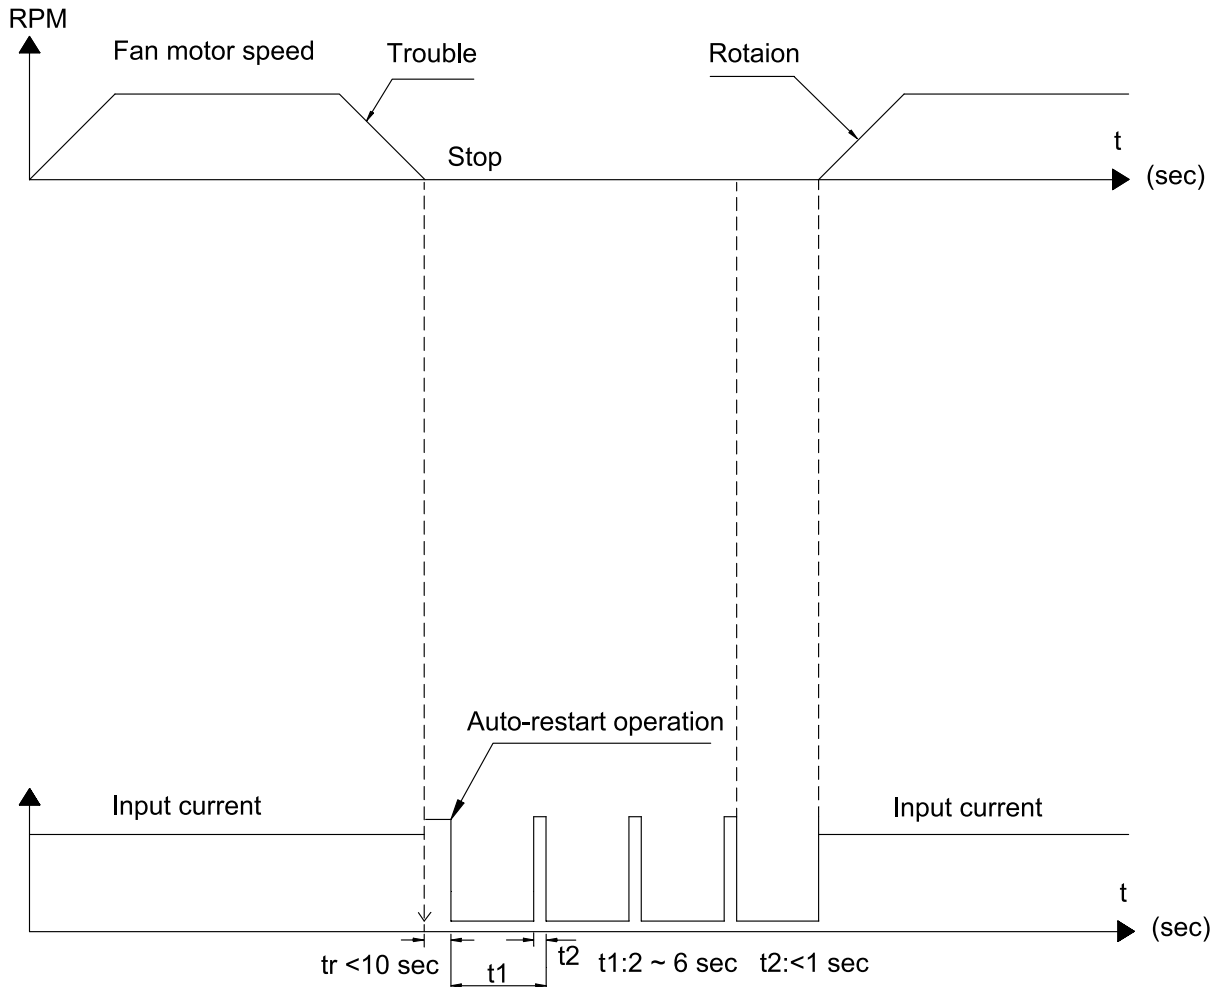 RPM
Fan motor speed
Trouble
Rotaion
Stop
t
(sec)
Auto-restart operation
Input current
Input current
t
(sec)
tr <10 sec
t1
t2
t1:2 ~ 6 sec
t2:<1 sec